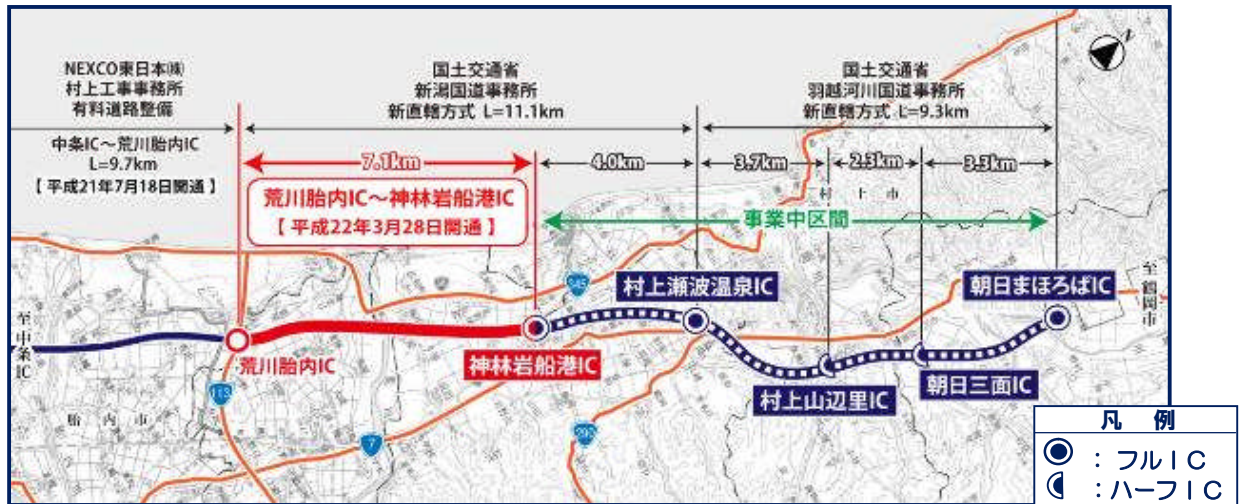 NEXCO東日本㈱
村上工事事務所
有料道路整備
中条IC～荒川胎内IC
L=9.7km
【 平成21年7月18日開通 】
国土交通省
新潟国道事務所
新直轄方式 L=11.1km
国土交通省
羽越河川国道事務所
新直轄方式 L=9.3km
7.1km
4.0km
3.7km
2.3km
3.3km
荒川胎内IC～神林岩船港IC
【 平成22年3月28日開通 】
村上市
事業中区間
345
村上瀬波温泉IC
朝日まほろばIC
至鶴岡市
至中条IC
荒川胎内IC
神林岩船港IC
村上山辺里IC
朝日三面IC
113
胎内市
7
290
凡 例
: フルIC
: ハーフIC